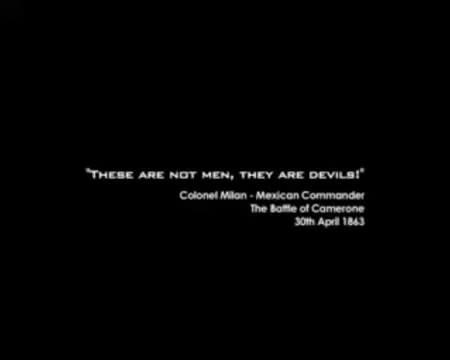 "These are not men, they are devils!"
Colonel Milan - Mexican Commander
The Battle of Camerone
30th April 1863